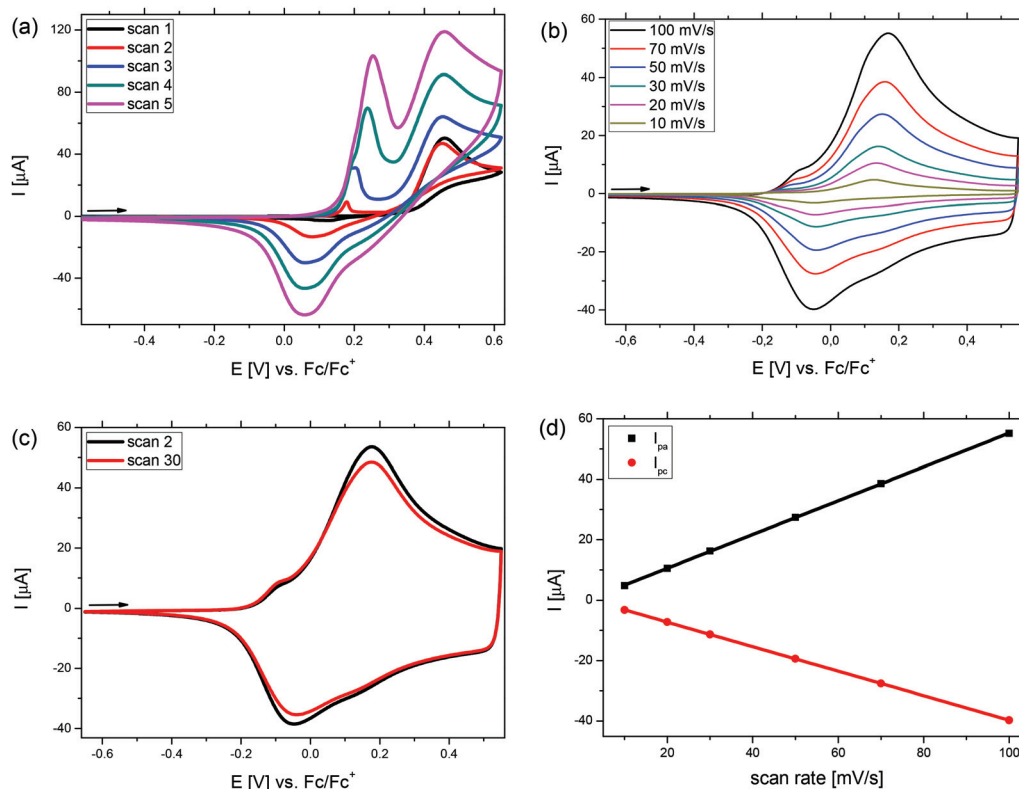 (a)
scan 1
scan 2
scan 3
scan 4
scan 5
120
80
40
0
-40
I [µA]
-0.4 -0.2 0.0 0.2 0.4 0.6
E [V] vs. Fc/Fc⁺
(b)
100 mV/s
70 mV/s
50 mV/s
30 mV/s
20 mV/s
10 mV/s
60
40
20
0
-20
-40
I [µA]
-0,6 -0,4 -0,2 0,0 0,2 0,4
E [V] vs. Fc/Fc⁺
(c)
scan 2
scan 30
60
40
20
0
-20
-40
I [µA]
-0.6 -0.4 -0.2 0.0 0.2 0.4
E [V] vs. Fc/Fc⁺
(d)
Ipa
Ipc
60
40
20
0
-20
-40
I [µA]
20 40 60 80 100
scan rate [mV/s]